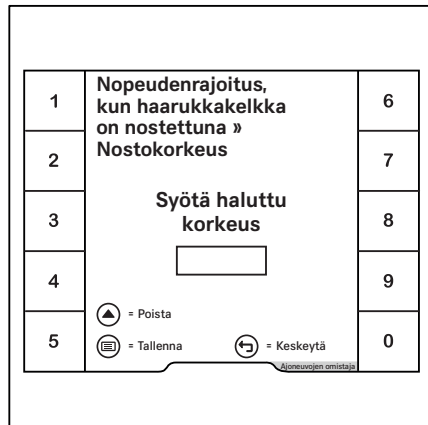 Nopeudenrajoitus,
kun haarukkakelkka
on nostettuna »
Nostokorkeus
1
2
3
4
5
6
7
8
9
0
Syötä haluttu
korkeus
= Poista
= Tallenna
= Keskeytä
Ajoneuvojen omistaja